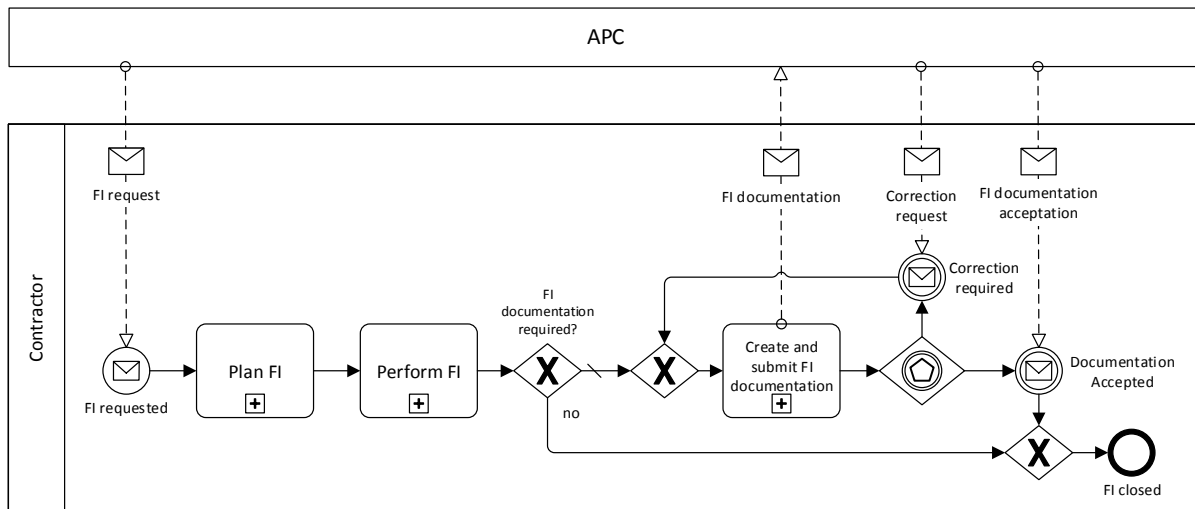 APC
Contractor
FI request
FI documentation
Correction
request
FI documentation
acceptation
Correction
required
FI
documentation
required?
FI requested
Plan FI
Perform FI
X
X
Create and
submit FI
documentation
Documentation
Accepted
no
X
FI closed